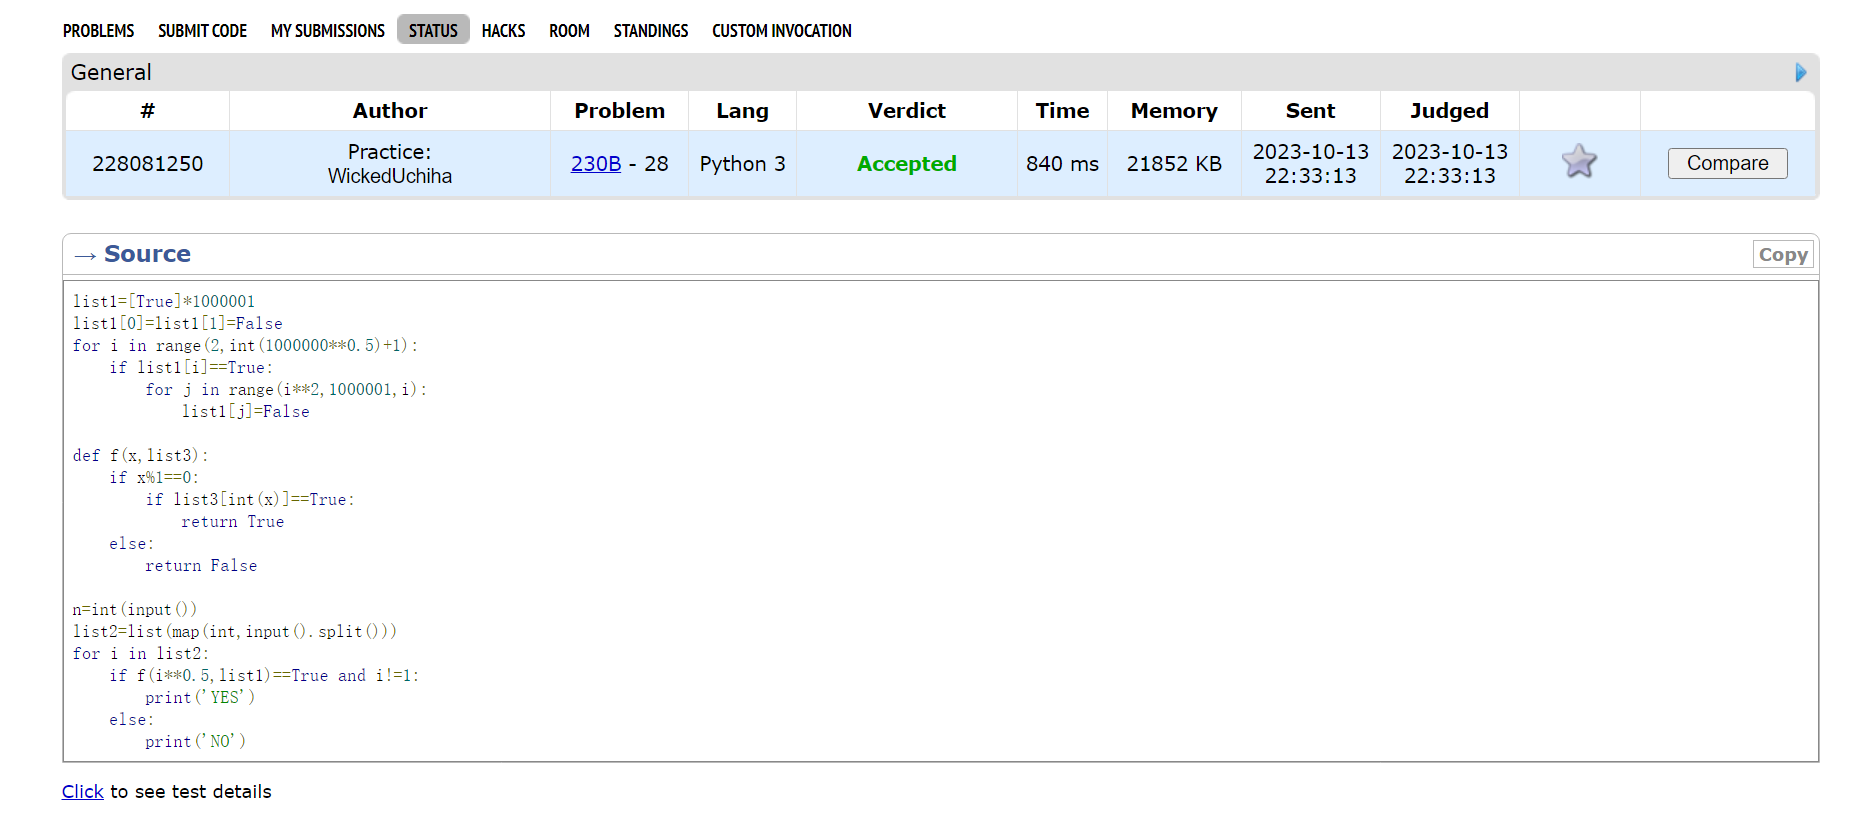 PROBLEMS SUBMIT CODE MY SUBMISSIONS STATUS HACKS ROOM STANDINGS CUSTOM INVOCATION
General
# Author Problem Lang Verdict Time Memory Sent Judged
228081250 Practice: WickedUchiha 230B - 28 Python 3 Accepted 840 ms 21852 KB 2023-10-13 22:33:13 2023-10-13 22:33:13 Compare
→ Source Copy
list1=[True]*1000001
list1[0]=list1[1]=False
for i in range(2,int(1000000**0.5)+1):
    if list1[i]==True:
        for j in range(i**2,1000001,i):
            list1[j]=False

def f(x,list3):
    if x%1==0:
        if list3[int(x)]==True:
            return True
    else:
        return False

n=int(input())
list2=list(map(int,input().split()))
for i in list2:
    if f(i**0.5,list1)==True and i!=1:
        print('YES')
    else:
        print('NO')
Click to see test details